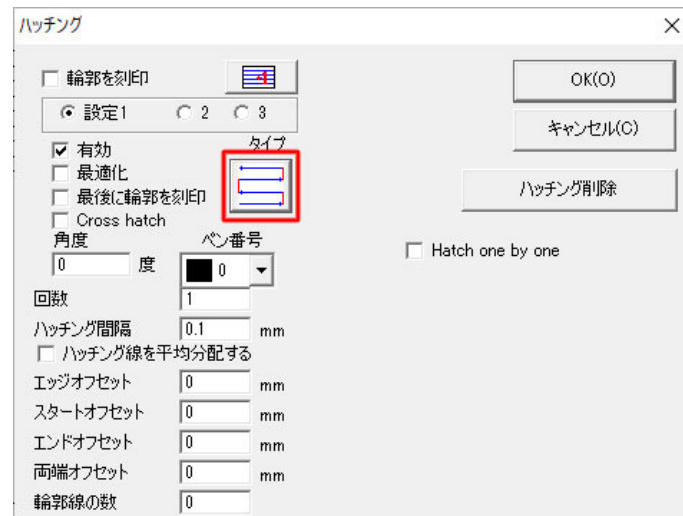 ハッチング
輪郭を刻印
設定1 2 3
有効 タイプ
最適化
最後に輪郭を刻印
Cross hatch
角度 ペン番号
0 度 0
回数 1
ハッチング間隔 0.1 mm
ハッチング線を平均分配する
エッジオフセット 0 mm
スタートオフセット 0 mm
エンドオフセット 0 mm
両端オフセット 0 mm
輪郭線の数 0
OK(O)
キャンセル(C)
ハッチング削除
Hatch one by one